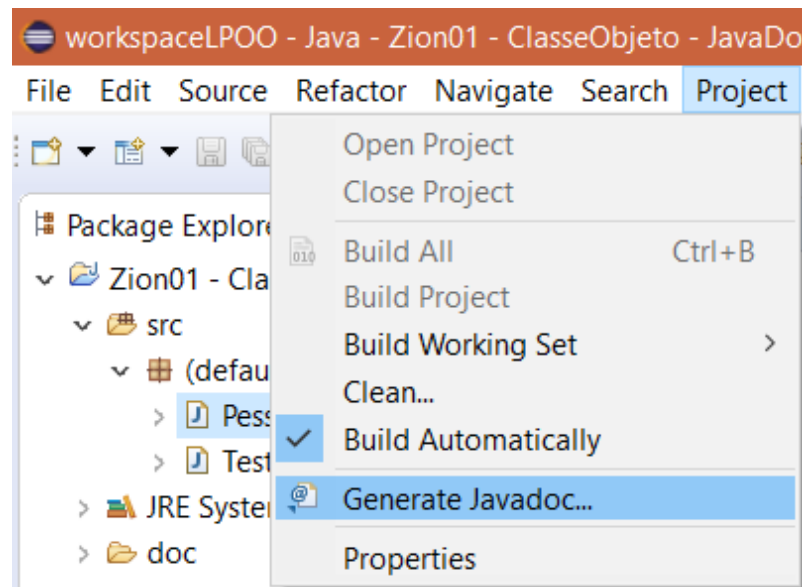 workspaceLPOO - Java - Zion01 - ClasseObjeto - JavaDo
File Edit Source Refactor Navigate Search Project
Open Project
Close Project
Package Explore
Build All Ctrl+B
Zion01 - Cla
Build Project
src
Build Working Set
(defau
Clean...
Pess
Build Automatically
Test
Generate Javadoc...
JRE Syste
doc
Properties